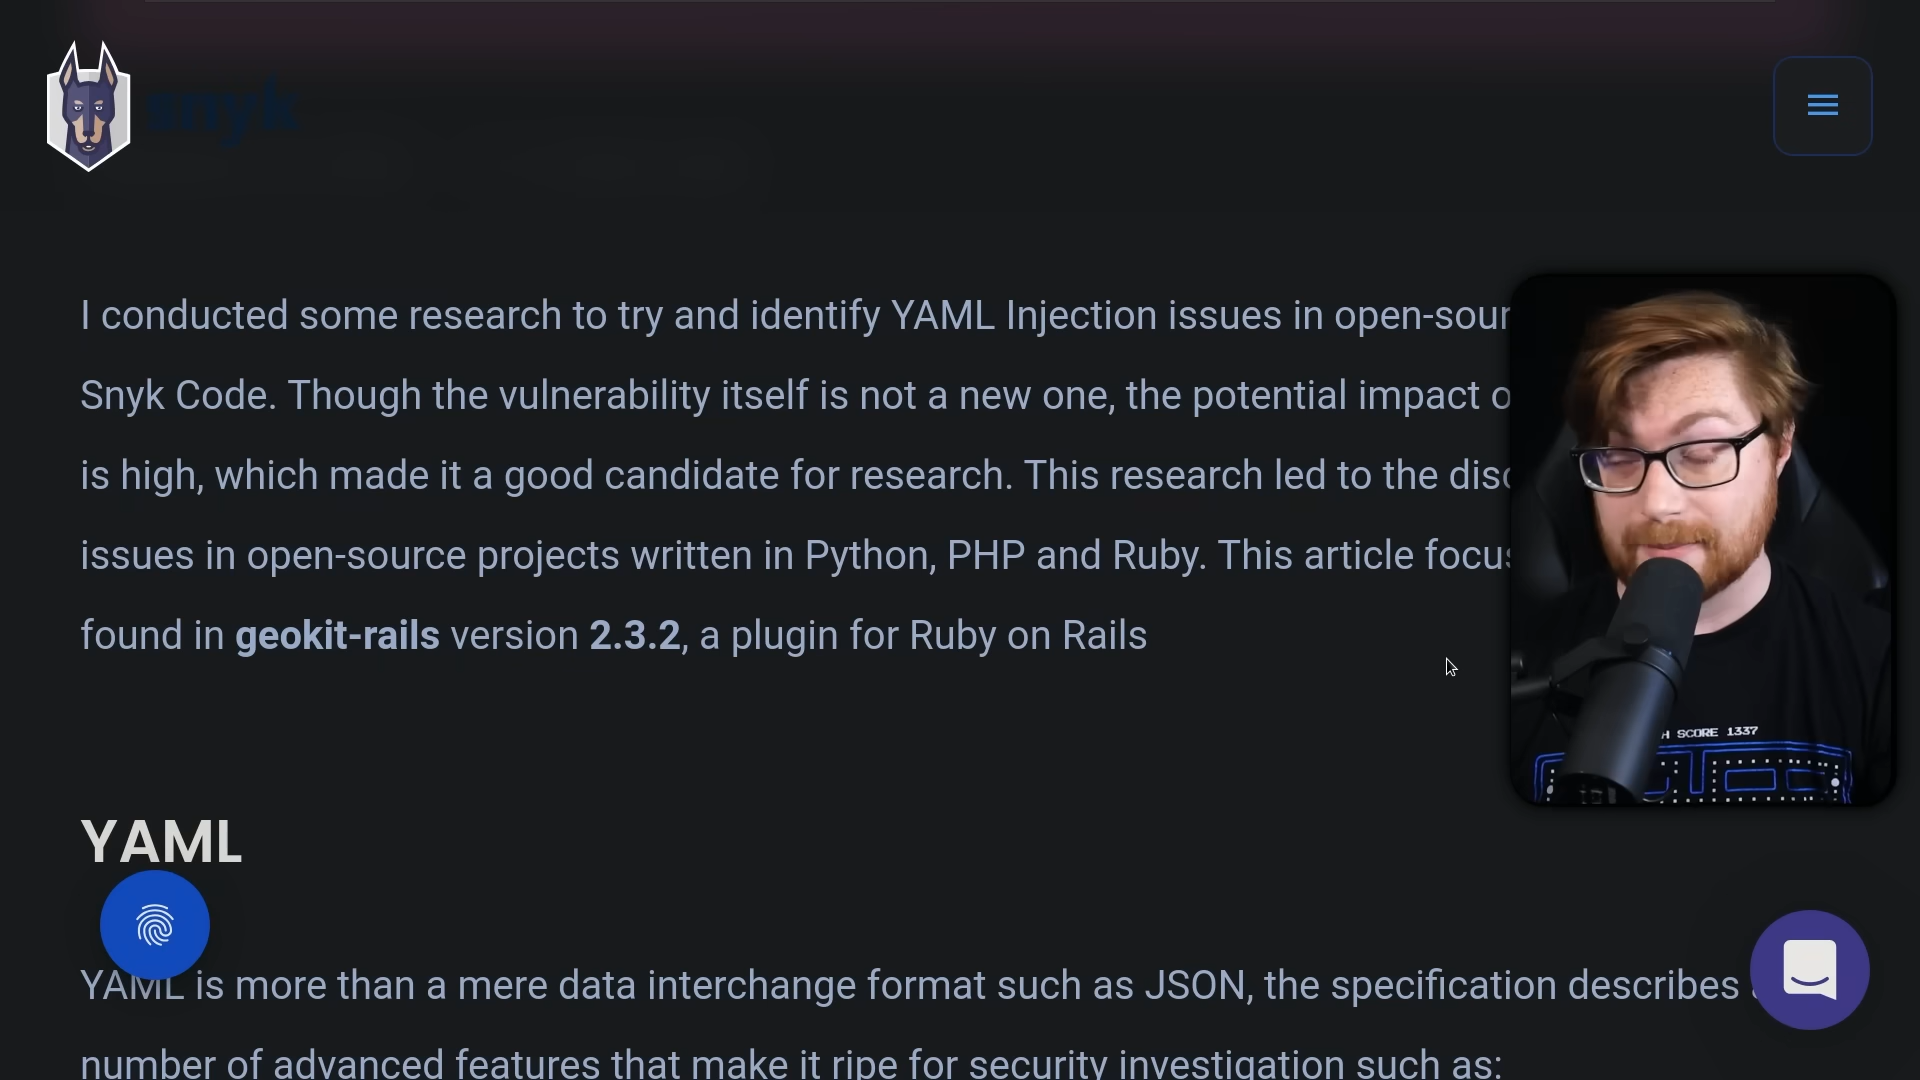 snyk
I conducted some research to try and identify YAML Injection issues in open-sour
Snyk Code. Though the vulnerability itself is not a new one, the potential impact o
is high, which made it a good candidate for research. This research led to the disc
issues in open-source projects written in Python, PHP and Ruby. This article focus
found in geokit-rails version 2.3.2, a plugin for Ruby on Rails
H SCORE 1337
YAML
YAML is more than a mere data interchange format such as JSON, the specification describes
number of advanced features that make it ripe for security investigation such as: